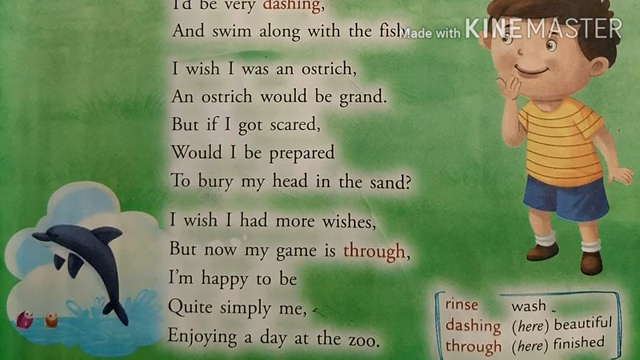 I'd be very dashing,
And swim along with the fish.
Made with KINEMASTER
I wish I was an ostrich,
An ostrich would be grand.
But if I got scared,
Would I be prepared
To bury my head in the sand?
I wish I had more wishes,
But now my game is through,
I'm happy to be
Quite simply me,
Enjoying a day at the zoo.
rinse wash
dashing (here) beautiful
through (here) finished